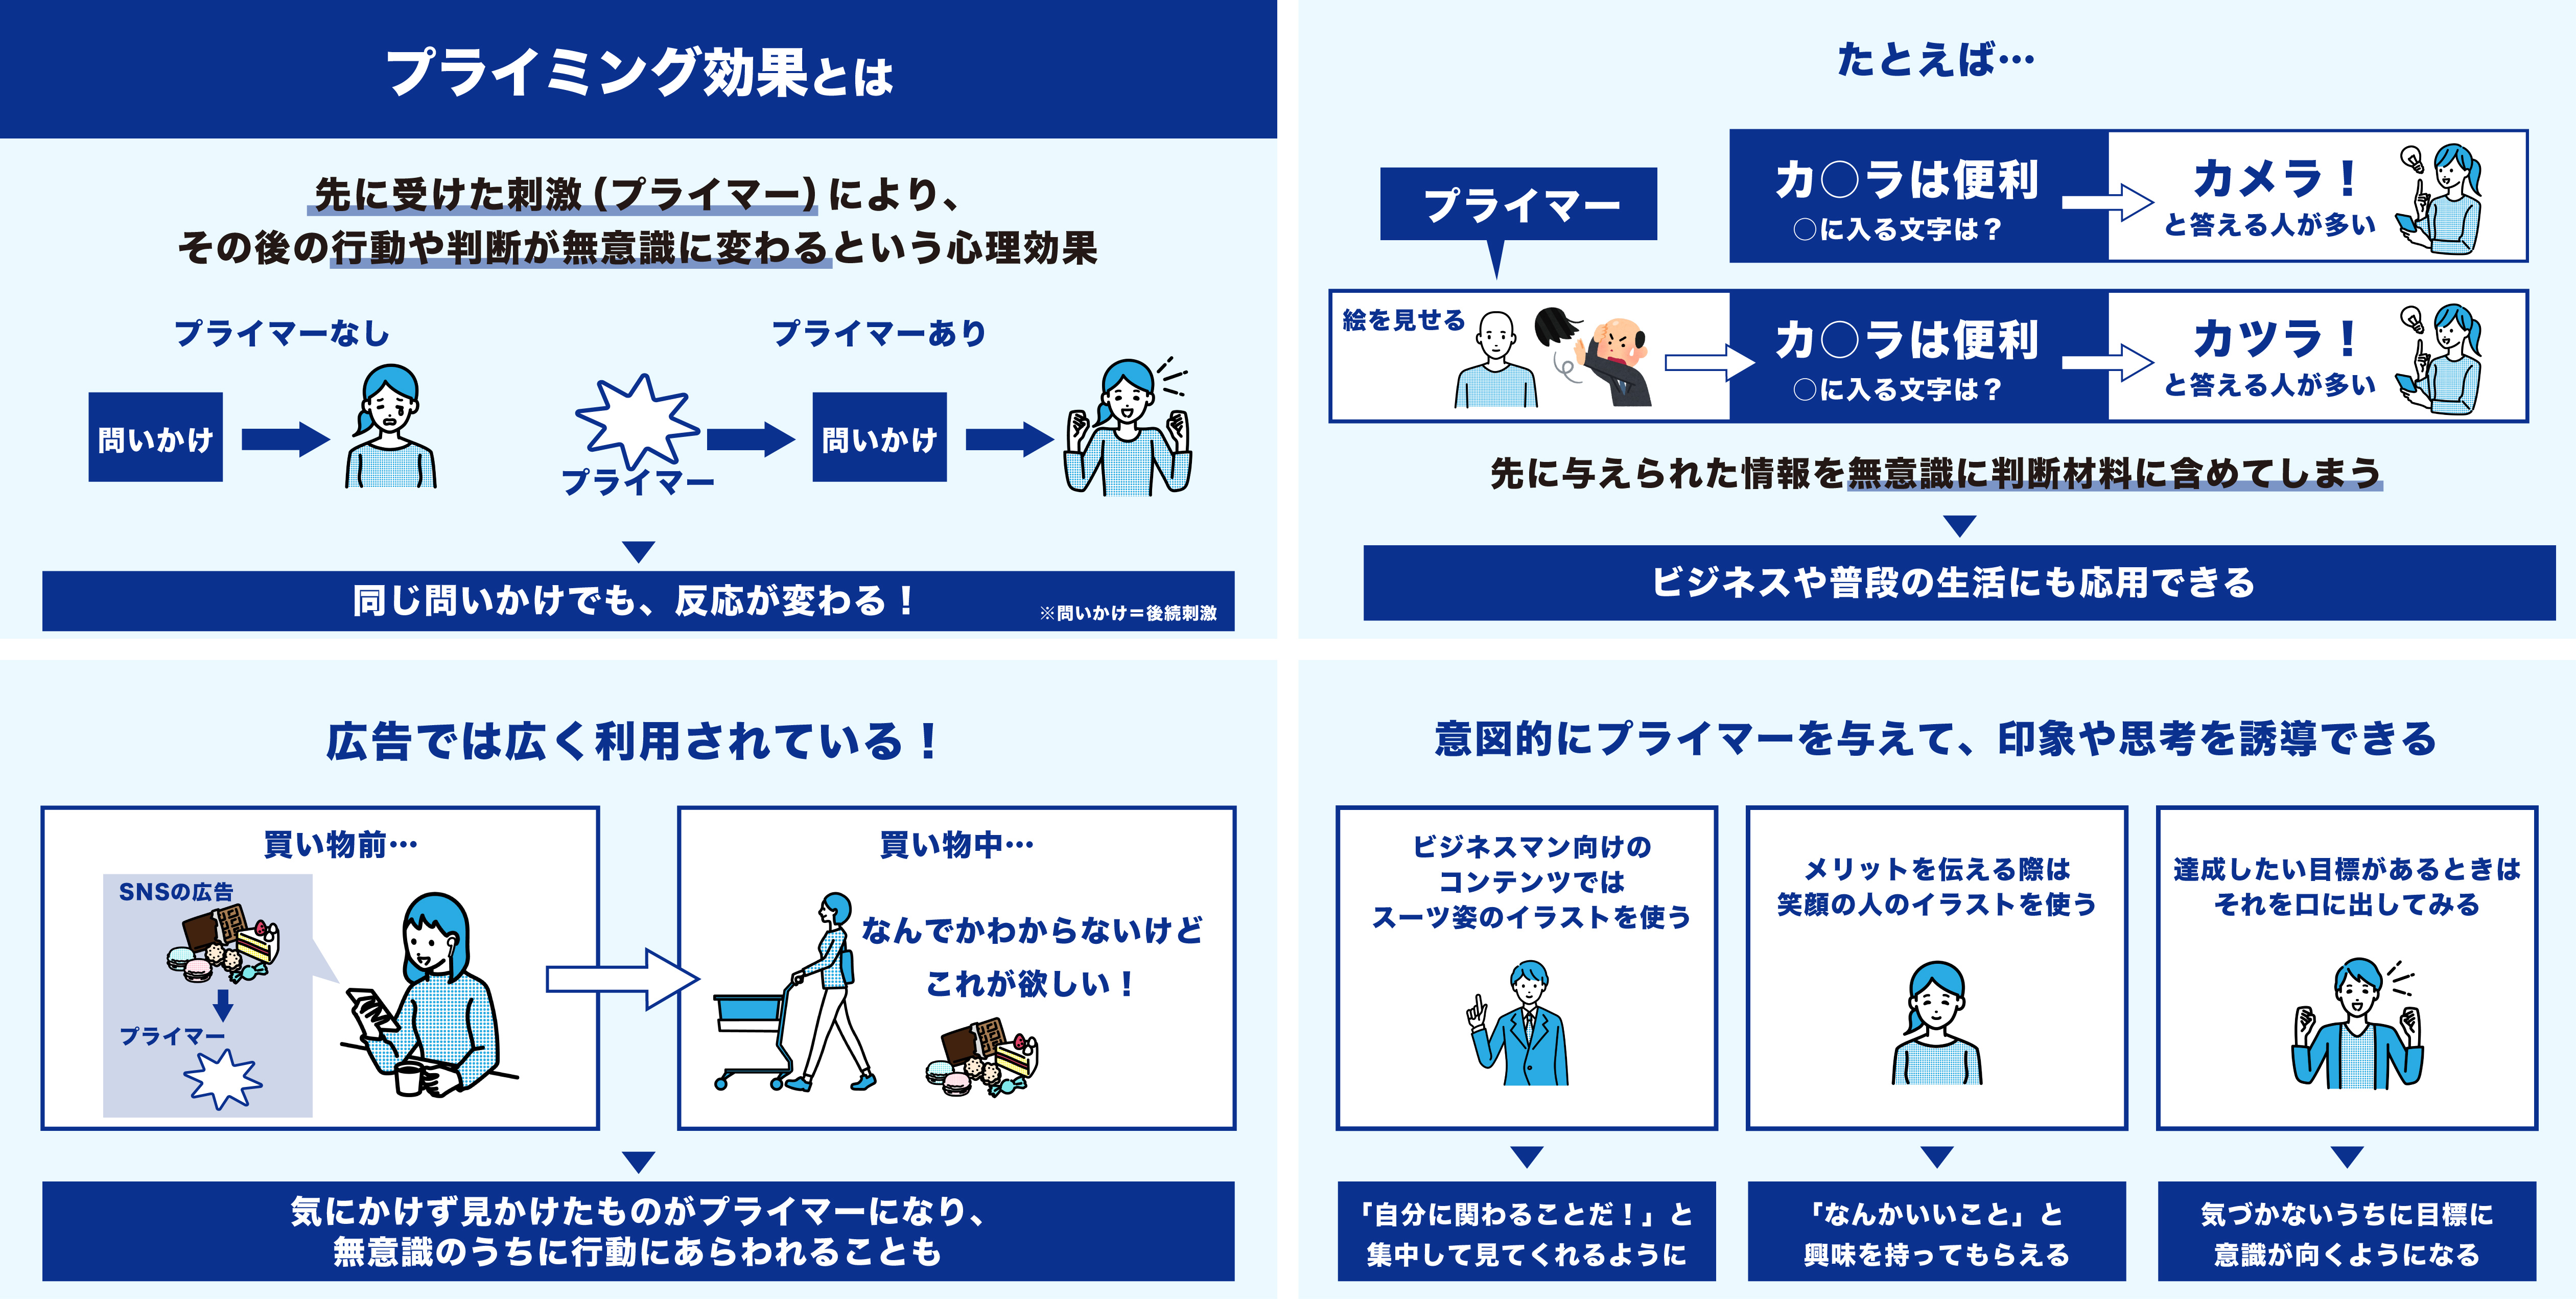 プライミング効果とは
先に受けた刺激(プライマー)により、
その後の行動や判断が無意識に変わるという心理効果
プライマーなし
プライマーあり
問いかけ
プライマー
問いかけ
同じ問いかけでも、反応が変わる！
※問いかけ＝後続刺激
たとえば…
プライマー
カ○ラは便利
○に入る文字は？
カメラ！
と答える人が多い
絵を見せる
カ○ラは便利
○に入る文字は？
カツラ！
と答える人が多い
先に与えられた情報を無意識に判断材料に含めてしまう
ビジネスや普段の生活にも応用できる
広告では広く利用されている！
買い物前…
SNSの広告
プライマー
買い物中…
なんでかわからないけど
これが欲しい！
気にかけず見かけたものがプライマーになり、
無意識のうちに行動にあらわれることも
意図的にプライマーを与えて、印象や思考を誘導できる
ビジネスマン向けの
コンテンツでは
スーツ姿のイラストを使う
「自分に関わることだ！」と
集中して見てくれるように
メリットを伝える際は
笑顔の人のイラストを使う
「なんかいいこと」と
興味を持ってもらえる
達成したい目標があるときは
それを口に出してみる
気づかないうちに目標に
意識が向くようになる